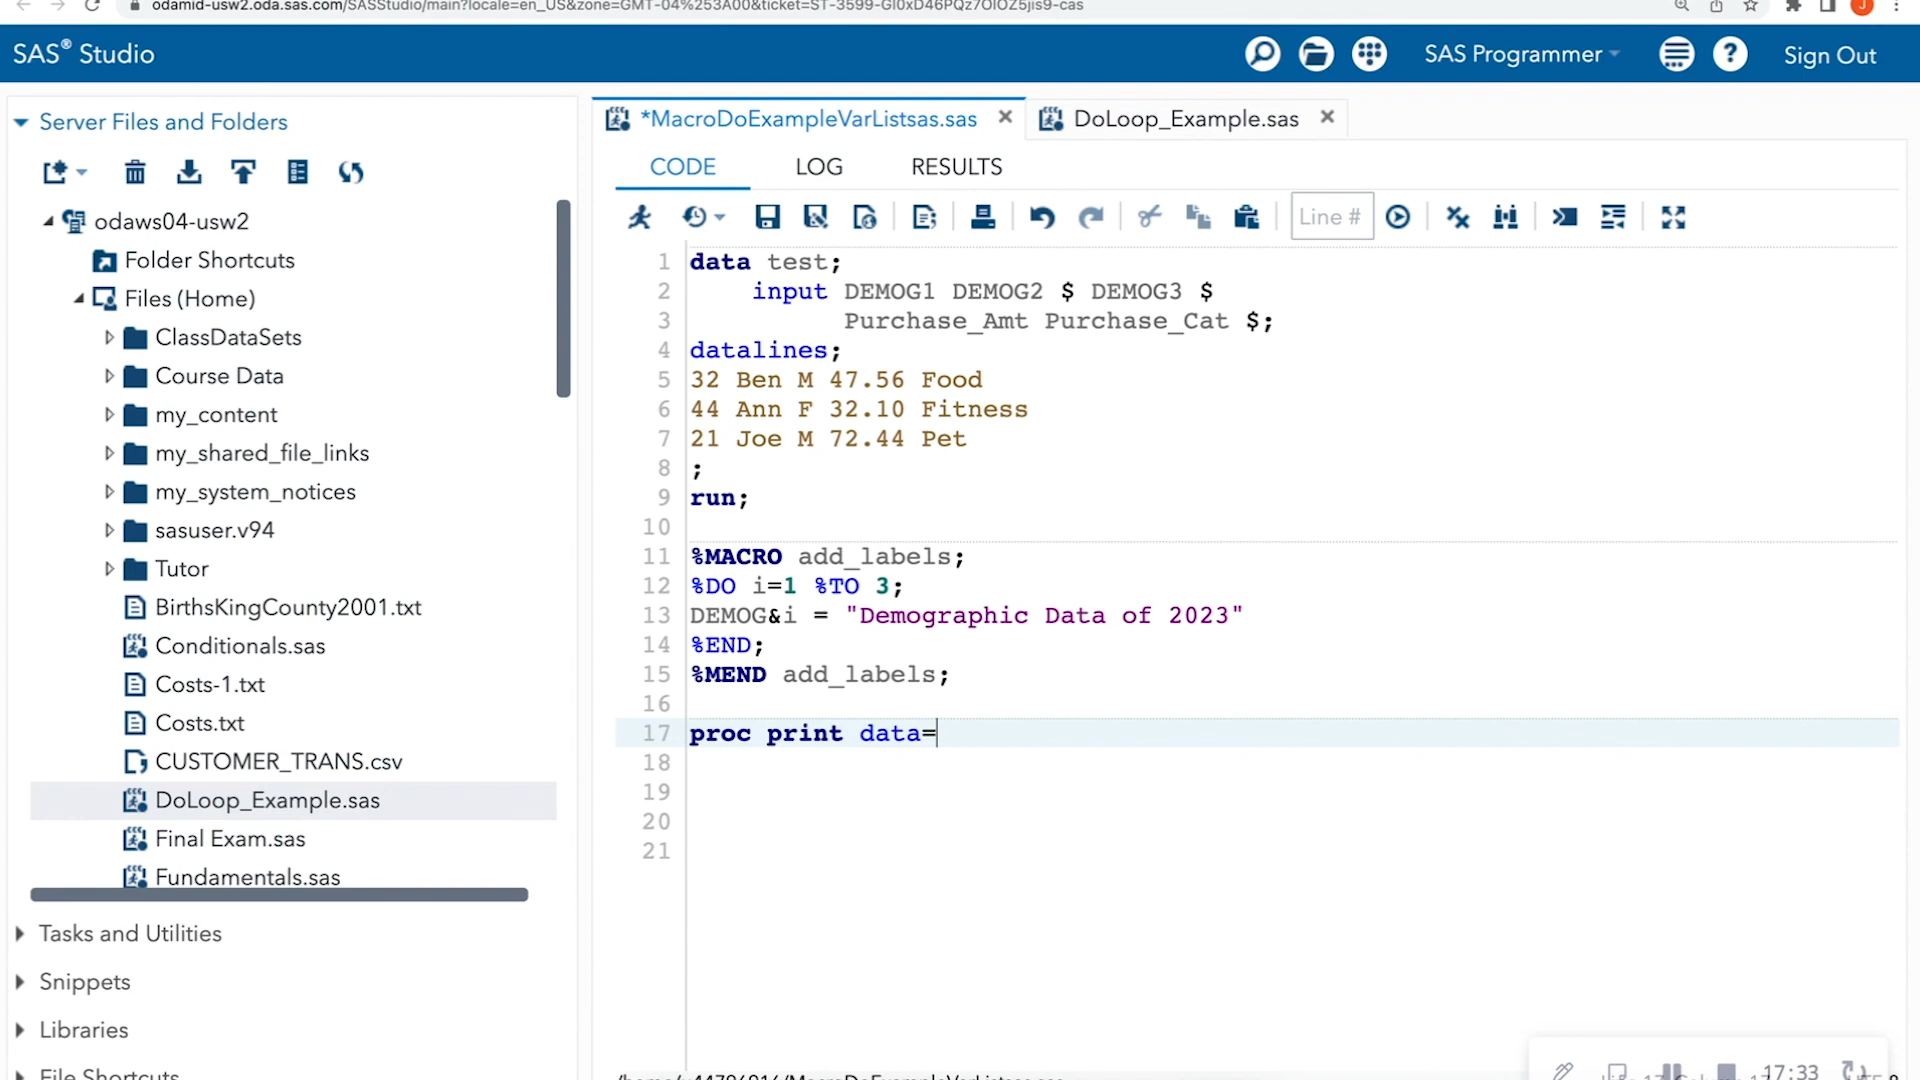 odamid-usw2.oda.sas.com/SASStudio/main?locale=en_US&zone=GMT-04%253A00&ticket=ST-3599-GI0xD46PQz7OIOZ5jis9-cas
SAS® Studio
SAS Programmer
Sign Out
Server Files and Folders
odaws04-usw2
Folder Shortcuts
Files (Home)
ClassDataSets
Course Data
my_content
my_shared_file_links
my_system_notices
sasuser.v94
Tutor
BirthsKingCounty2001.txt
Conditionals.sas
Costs-1.txt
Costs.txt
CUSTOMER_TRANS.csv
DoLoop_Example.sas
Final Exam.sas
Fundamentals.sas
Tasks and Utilities
Snippets
Libraries
File Shortcuts
*MacroDoExampleVarListsas.sas
DoLoop_Example.sas
CODE LOG RESULTS
Line #
1 data test;
2 input DEMOG1 DEMOG2 $ DEMOG3 $
3 Purchase_Amt Purchase_Cat $;
4 datalines;
5 32 Ben M 47.56 Food
6 44 Ann F 32.10 Fitness
7 21 Joe M 72.44 Pet
8 ;
9 run;
10
11 %MACRO add_labels;
12 %DO i=1 %TO 3;
13 DEMOG&i = "Demographic Data of 2023"
14 %END;
15 %MEND add_labels;
16
17 proc print data=
18
19
20
21
17:33